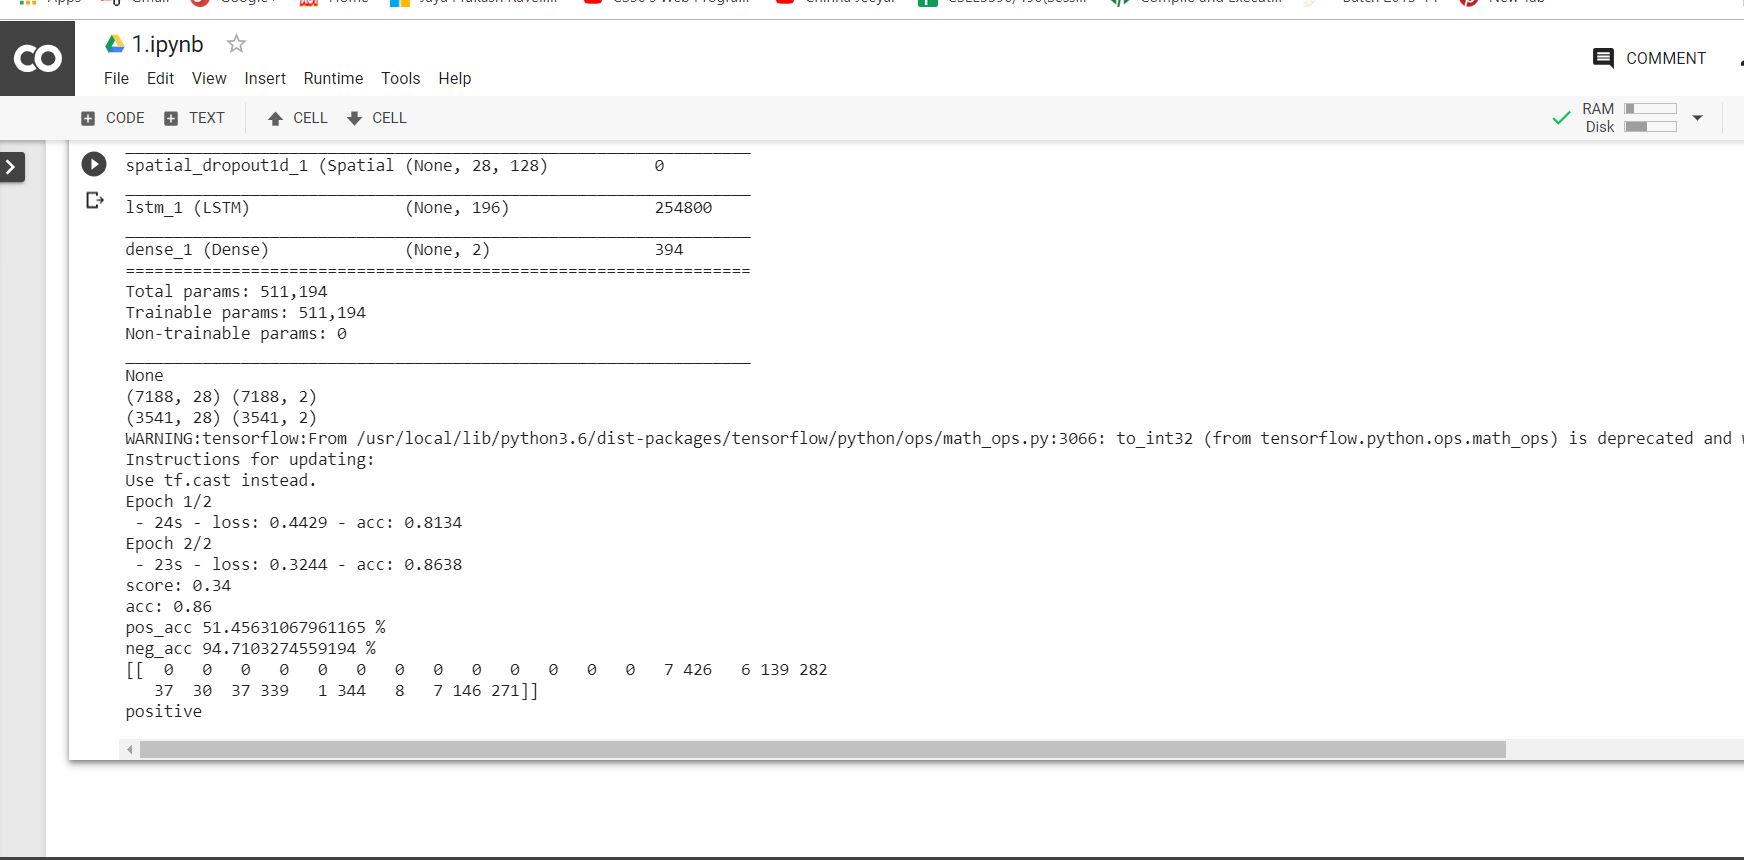 1.ipynb
COMMENT
File Edit View Insert Runtime Tools Help
CODE TEXT CELL CELL
RAM
Disk
spatial_dropout1d_1 (Spatial (None, 28, 128) 0
lstm_1 (LSTM) (None, 196) 254800
dense_1 (Dense) (None, 2) 394
=================================================================
Total params: 511,194
Trainable params: 511,194
Non-trainable params: 0
_________________________________________________________________
None
(7188, 28) (7188, 2)
(3541, 28) (3541, 2)
WARNING:tensorflow:From /usr/local/lib/python3.6/dist-packages/tensorflow/python/ops/math_ops.py:3066: to_int32 (from tensorflow.python.ops.math_ops) is deprecated and
Instructions for updating:
Use tf.cast instead.
Epoch 1/2
- 24s - loss: 0.4429 - acc: 0.8134
Epoch 2/2
- 23s - loss: 0.3244 - acc: 0.8638
score: 0.34
acc: 0.86
pos_acc 51.45631067961165 %
neg_acc 94.7103274559194 %
[[ 0 0 0 0 0 0 0 0 0 0 0 0 0 7 426 6 139 282
37 30 37 339 1 344 8 7 146 271]]
positive